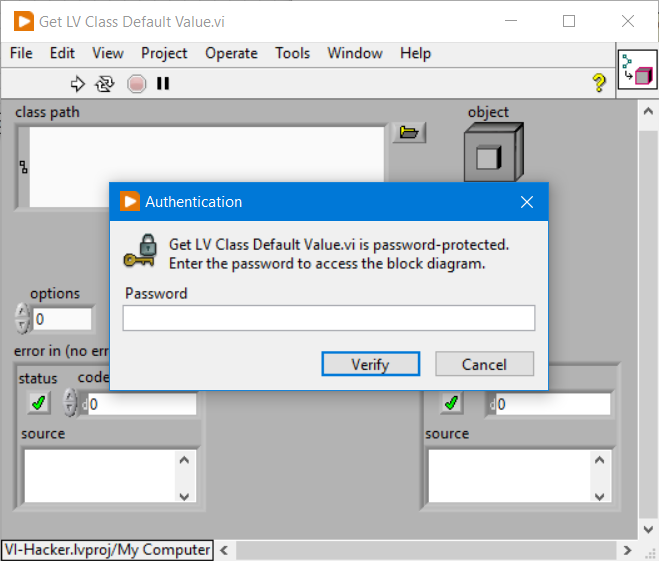 Get LV Class Default Value.vi
File Edit View Project Operate Tools Window Help
class path
object
Authentication
Get LV Class Default Value.vi is password-protected.
Enter the password to access the block diagram.
Password
Verify Cancel
options
0
error in (no err
status code
0
0
source
source
VI-Hacker.lvproj/My Computer